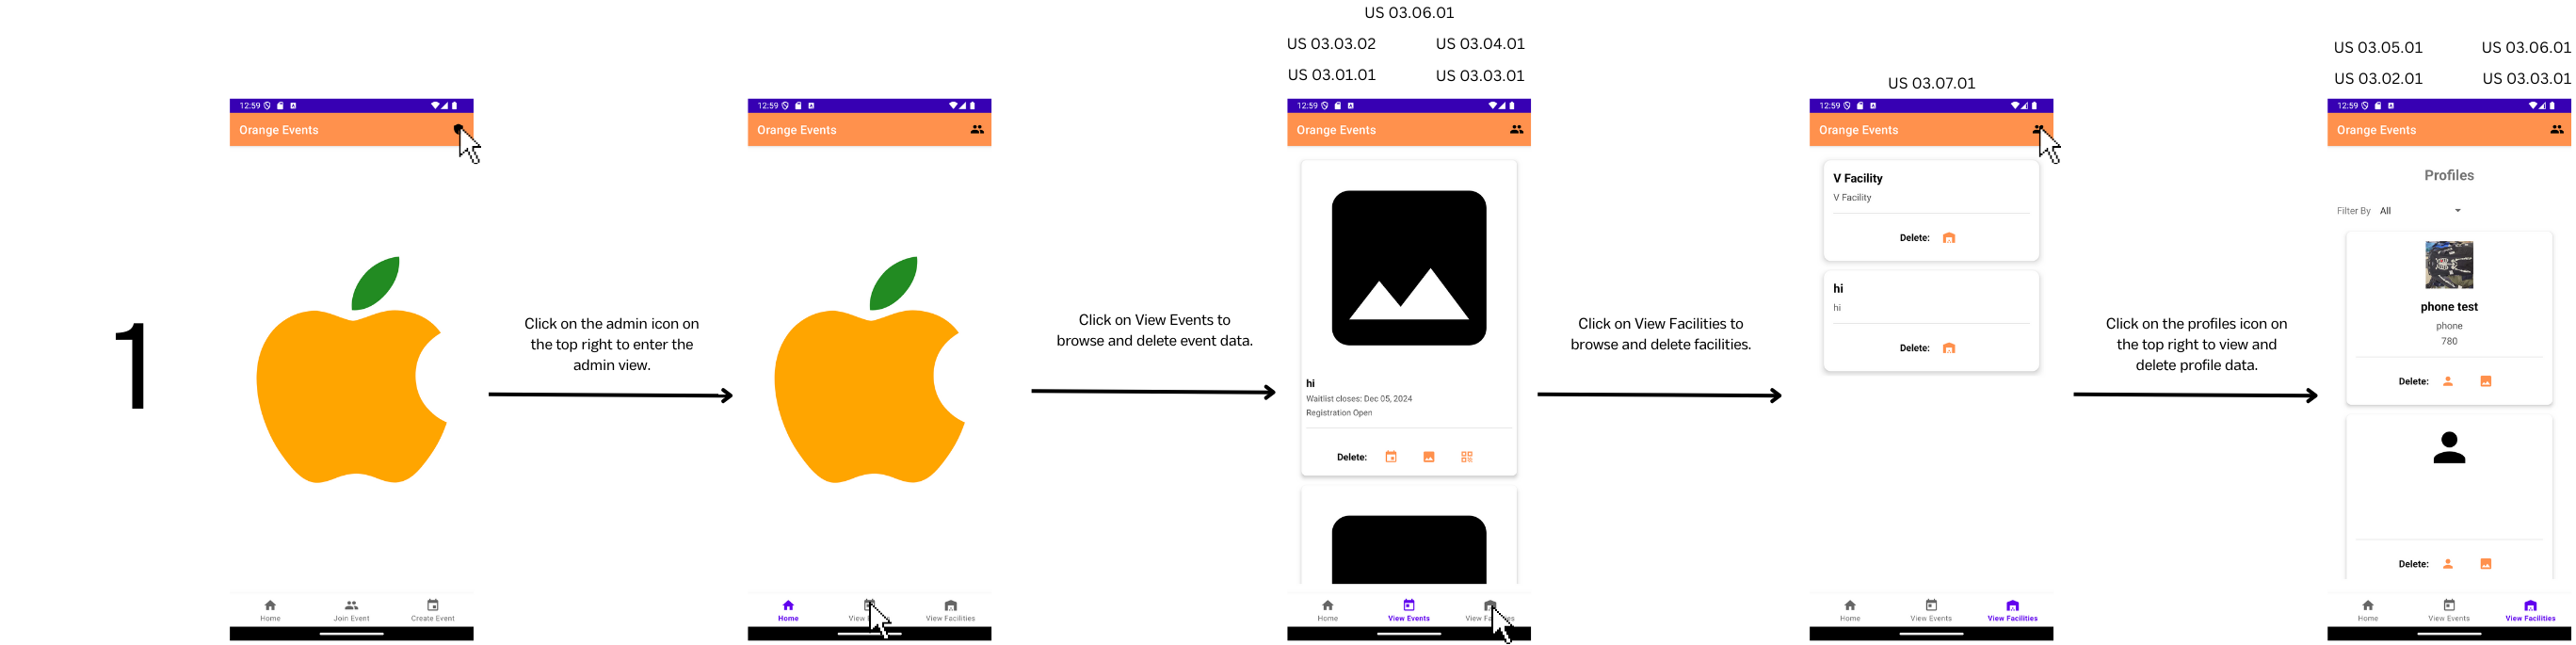 1
12:59
Orange Events
Home
Join Event
Create Event
Click on the admin icon on
the top right to enter the
admin view.
12:59
Orange Events
Home
View
View Facilities
Click on View Events to
browse and delete event data.
US 03.06.01
US 03.03.02
US 03.04.01
US 03.01.01
US 03.03.01
12:59
Orange Events
hi
Waitlist closes: Dec 05, 2024
Registration Open
Delete:
Home
View Events
View
Click on View Facilities to
browse and delete facilities.
US 03.07.01
12:59
Orange Events
V Facility
V Facility
Delete:
hi
hi
Delete:
Home
View Events
View Facilities
Click on the profiles icon on
the top right to view and
delete profile data.
US 03.05.01
US 03.06.01
US 03.02.01
US 03.03.01
12:59
Orange Events
Profiles
Filter By All
phone test
phone
780
Delete:
Delete:
Home
View Events
View Facilities